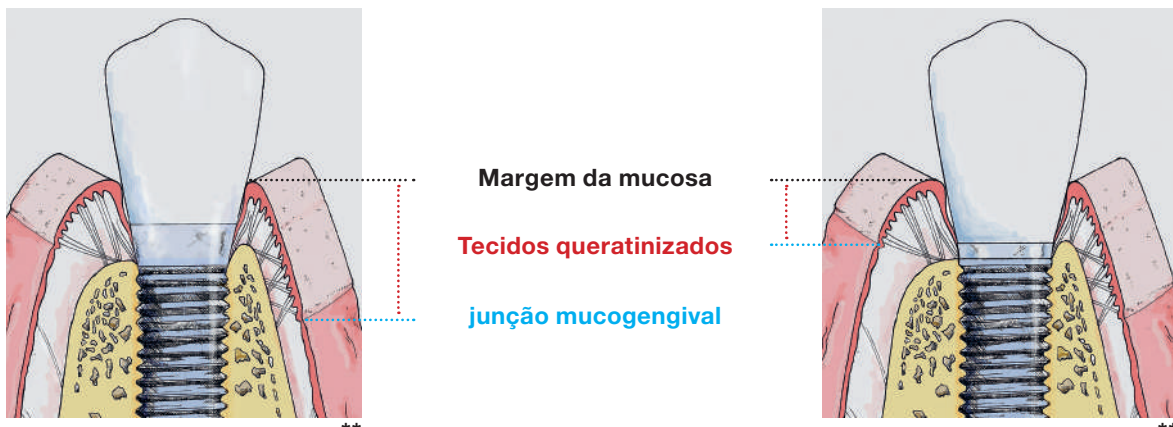 Margem da mucosa
Tecidos queratinizados
junção mucogengival
**
**